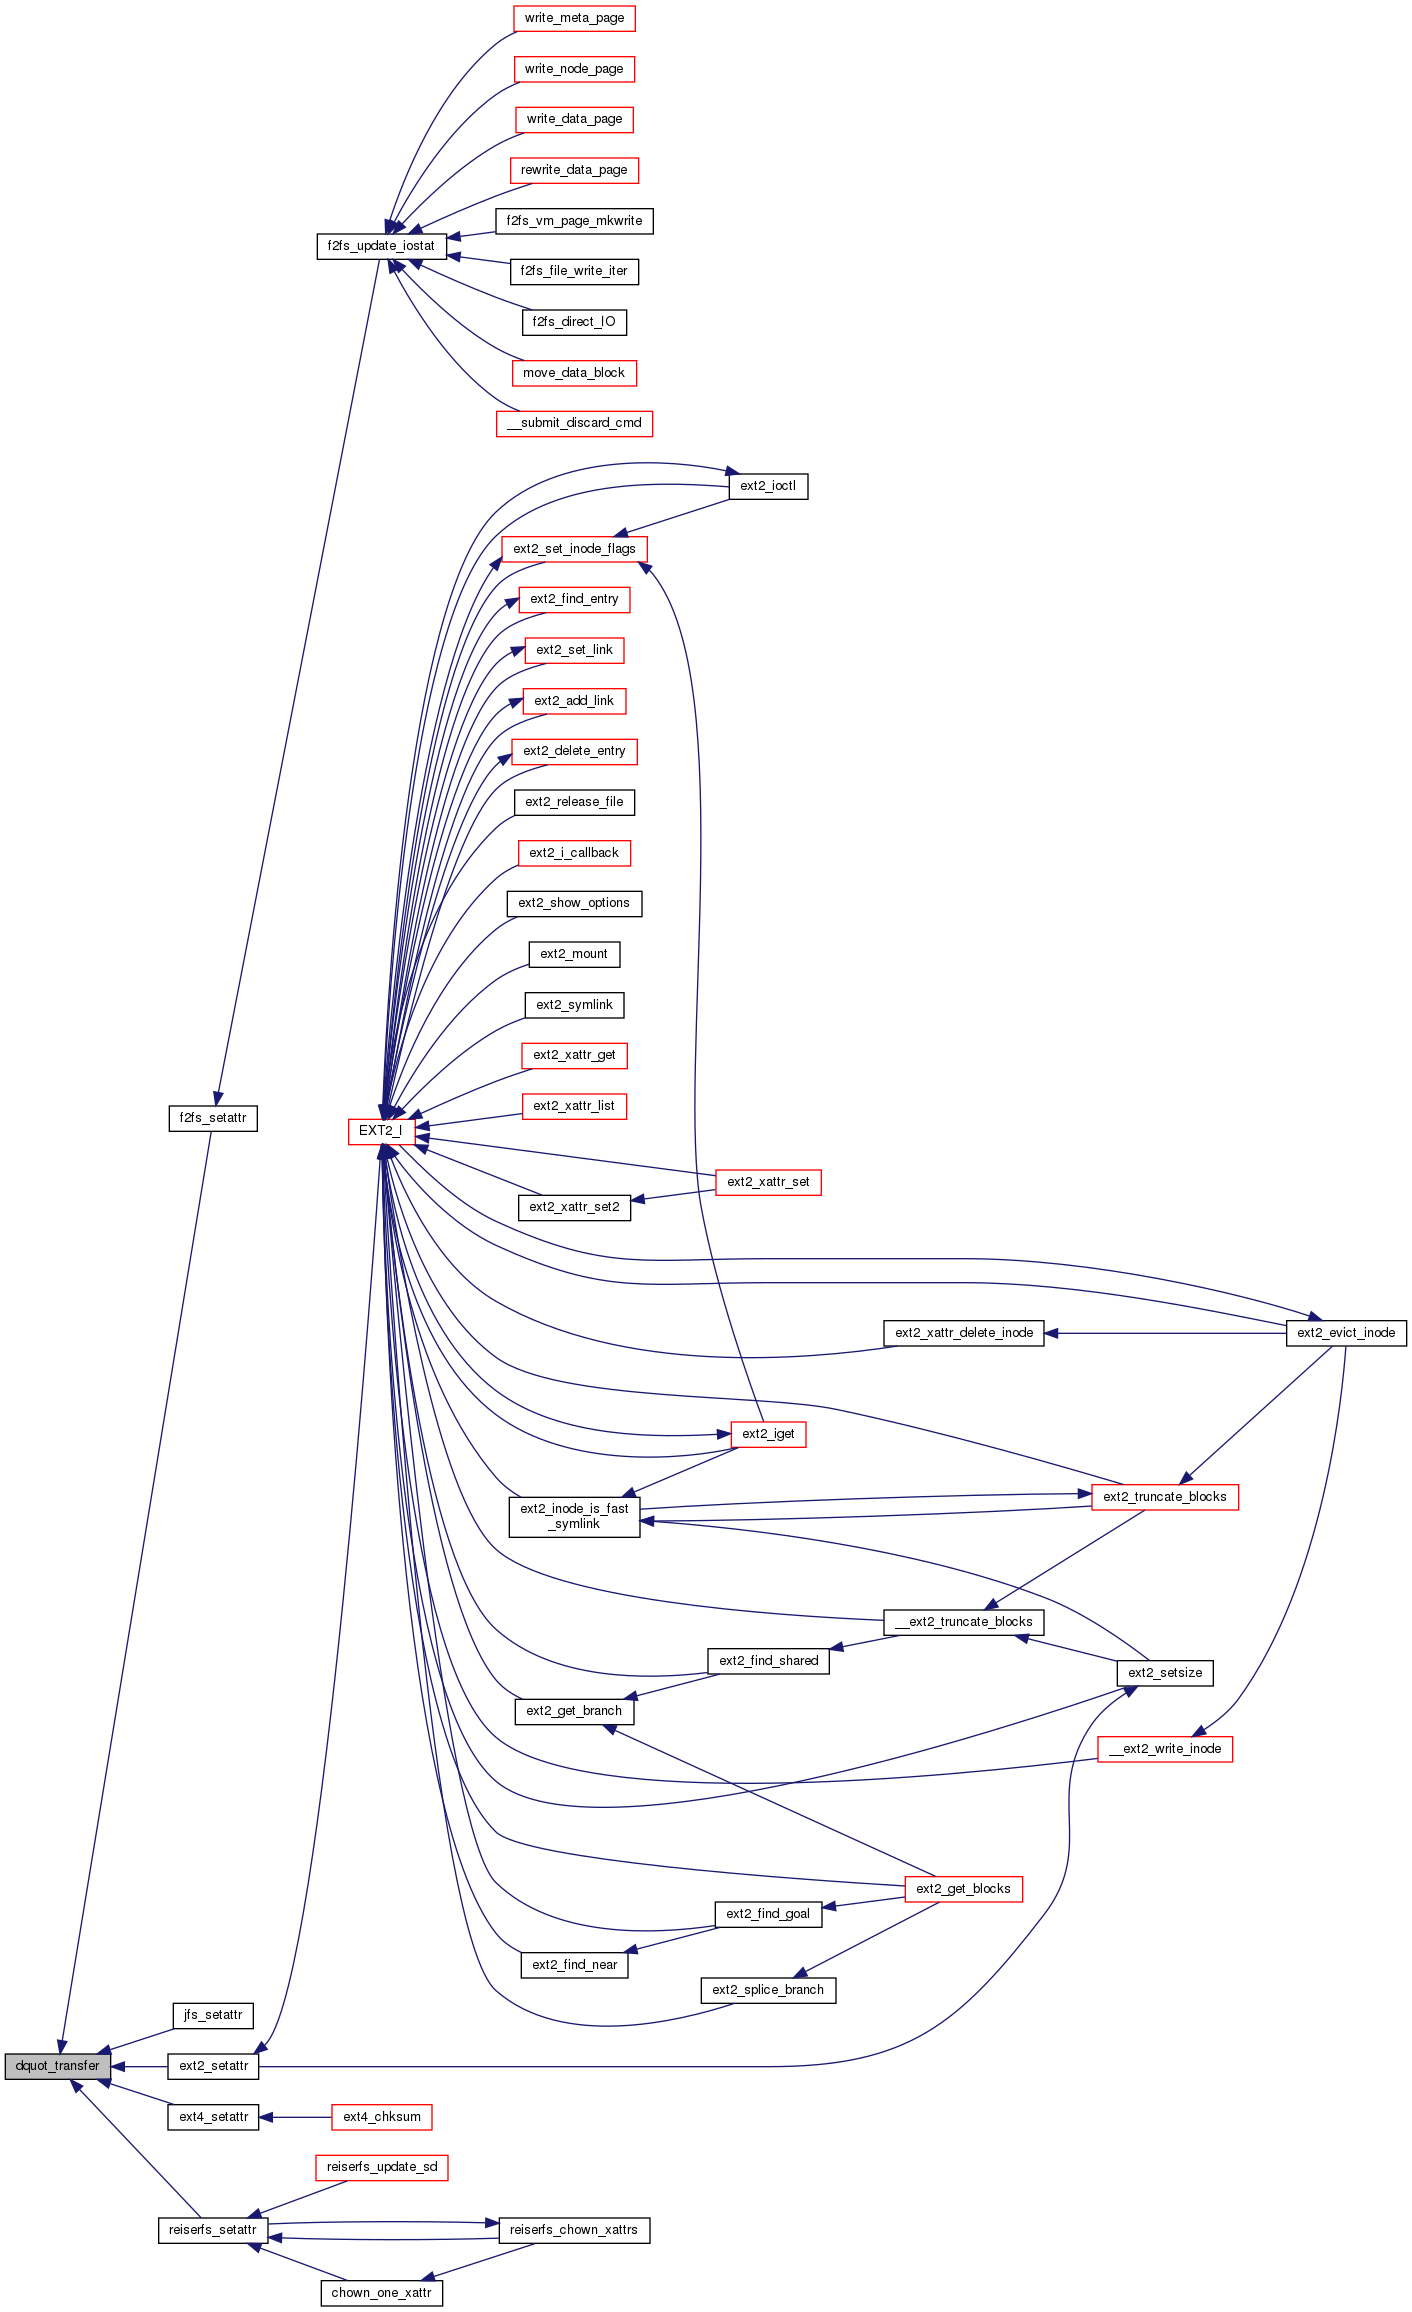 write_meta_page
write_node_page
write_data_page
rewrite_data_page
f2fs_vm_page_mkwrite
f2fs_update_iostat
f2fs_file_write_iter
f2fs_direct_IO
move_data_block
__submit_discard_cmd
ext2_ioctl
ext2_set_inode_flags
ext2_find_entry
ext2_set_link
ext2_add_link
ext2_delete_entry
ext2_release_file
ext2_i_callback
ext2_show_options
ext2_mount
ext2_symlink
ext2_xattr_get
ext2_xattr_list
f2fs_setattr
EXT2_I
ext2_xattr_set
ext2_xattr_set2
ext2_xattr_delete_inode
ext2_evict_inode
ext2_iget
ext2_inode_is_fast
_symlink
ext2_truncate_blocks
__ext2_truncate_blocks
ext2_find_shared
ext2_setsize
ext2_get_branch
__ext2_write_inode
ext2_get_blocks
ext2_find_goal
ext2_find_near
ext2_splice_branch
jfs_setattr
dquot_transfer
ext2_setattr
ext4_setattr
ext4_chksum
reiserfs_update_sd
reiserfs_setattr
reiserfs_chown_xattrs
chown_one_xattr